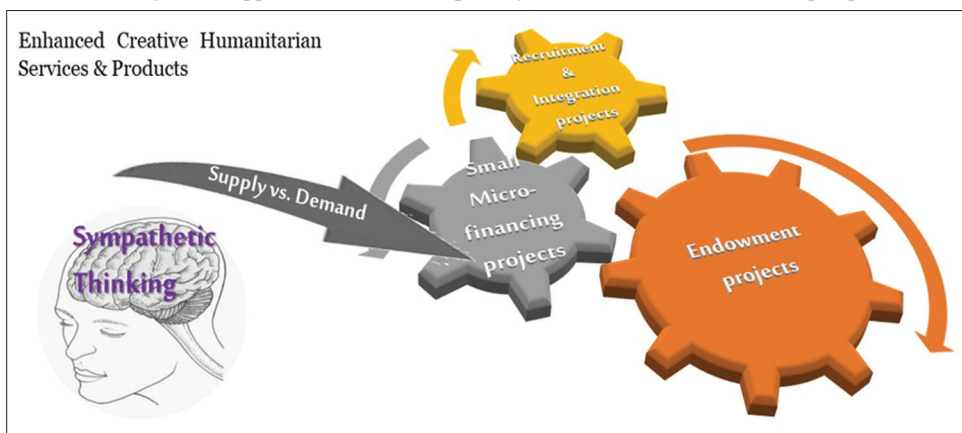 Enhanced Creative Humanitarian
Services & Products
Recruitment
&
Integration
projects
Supply vs. Demand
Small
Micro-
financing
projects
Sympathetic
Thinking
Endowment
projects